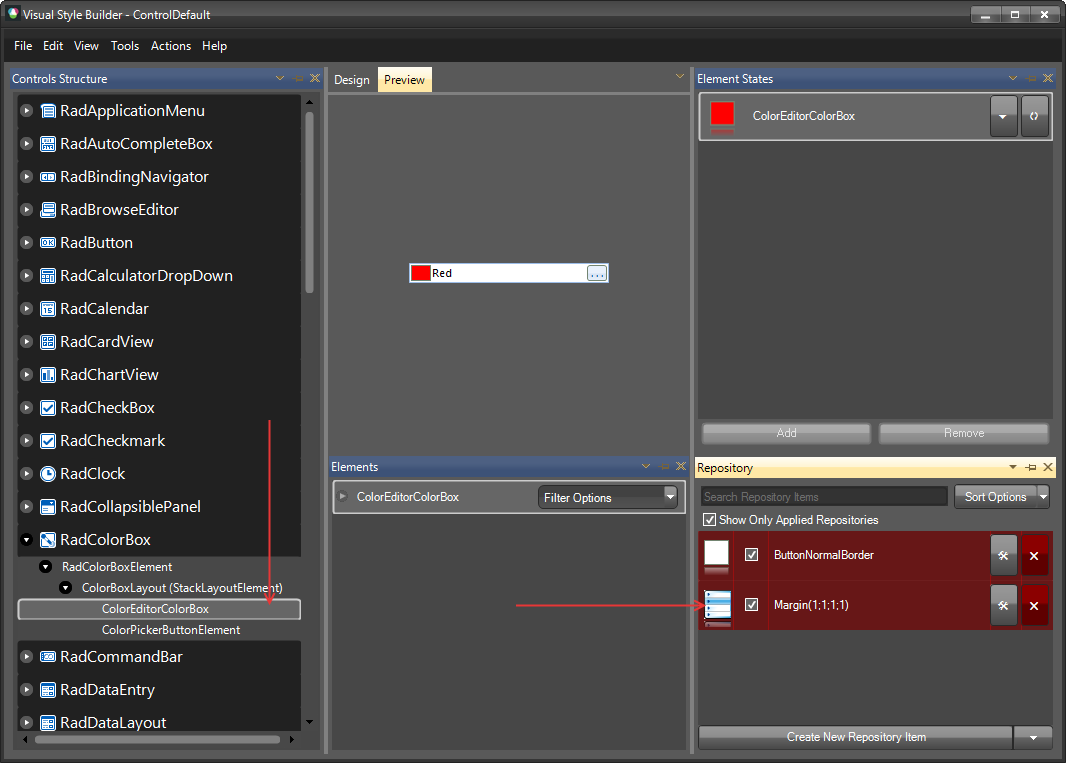 Visual Style Builder - ControlDefault
File Edit View Tools Actions Help
Controls Structure
RadApplicationMenu
RadAutoCompleteBox
RadBindingNavigator
RadBrowseEditor
RadButton
RadCalculatorDropDown
RadCalendar
RadCardView
RadChartView
RadCheckBox
RadCheckmark
RadClock
RadCollapsiblePanel
RadColorBox
RadColorBoxElement
ColorBoxLayout (StackLayoutElement)
ColorEditorColorBox
ColorPickerButtonElement
RadCommandBar
RadDataEntry
RadDataLayout
Design Preview
Red ...
Elements
ColorEditorColorBox Filter Options
Element States
ColorEditorColorBox
Add Remove
Repository
Search Repository Items Sort Options
Show Only Applied Repositories
ButtonNormalBorder
Margin(1;1;1;1)
Create New Repository Item